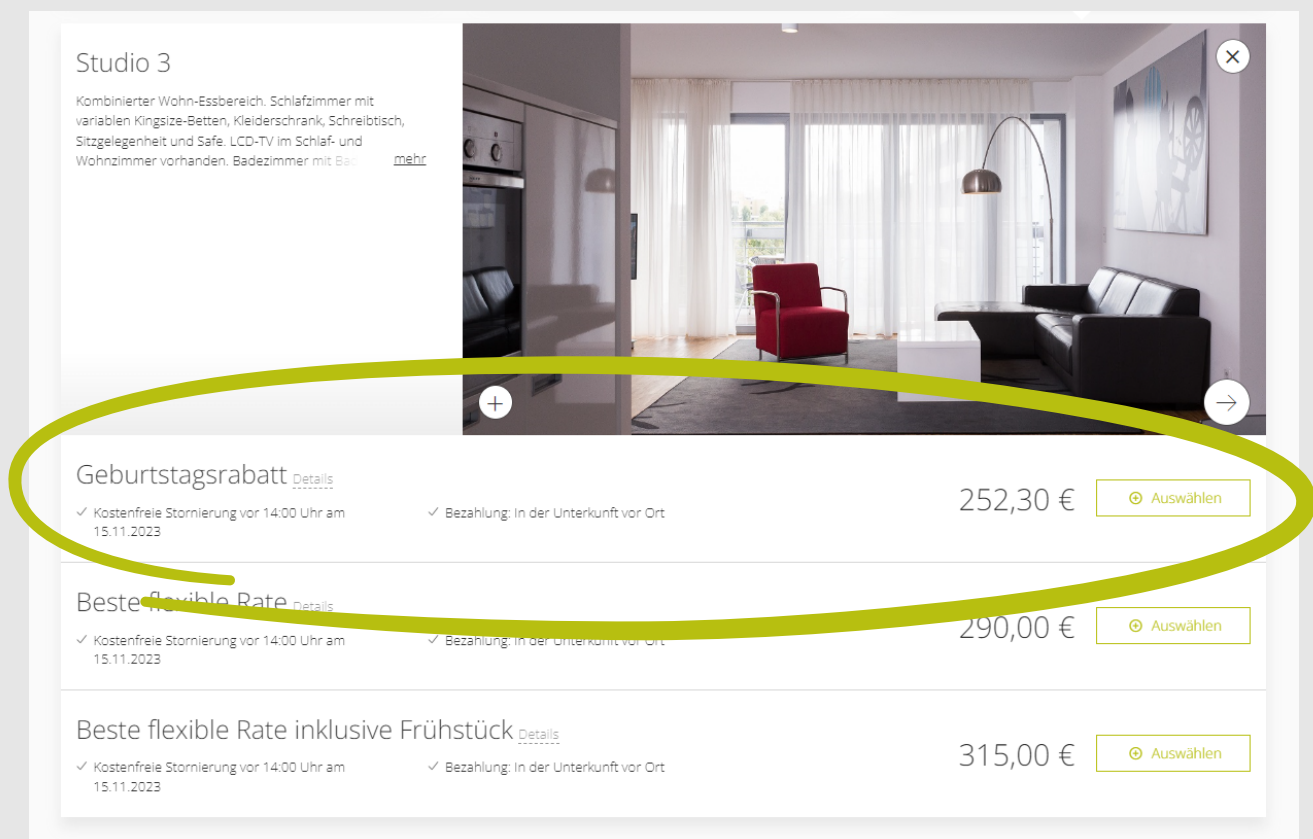 Studio 3
Kombinierter Wohn-Essbereich. Schlafzimmer mit
variablen Kingsize-Betten, Kleiderschrank, Schreibtisch,
Sitzgelegenheit und Safe. LCD-TV im Schlaf- und
Wohnzimmer vorhanden. Badezimmer mit mehr
Geburtstagsrabatt Details
Kostenfreie Stornierung vor 14:00 Uhr am
15.11.2023
Bezahlung: In der Unterkunft vor Ort
252,30 €
Auswählen
Beste flexible Rate Details
Kostenfreie Stornierung vor 14:00 Uhr am
15.11.2023
Bezahlung: In der Unterkunft vor Ort
290,00 €
Auswählen
Beste flexible Rate inklusive Frühstück Details
Kostenfreie Stornierung vor 14:00 Uhr am
15.11.2023
Bezahlung: In der Unterkunft vor Ort
315,00 €
Auswählen